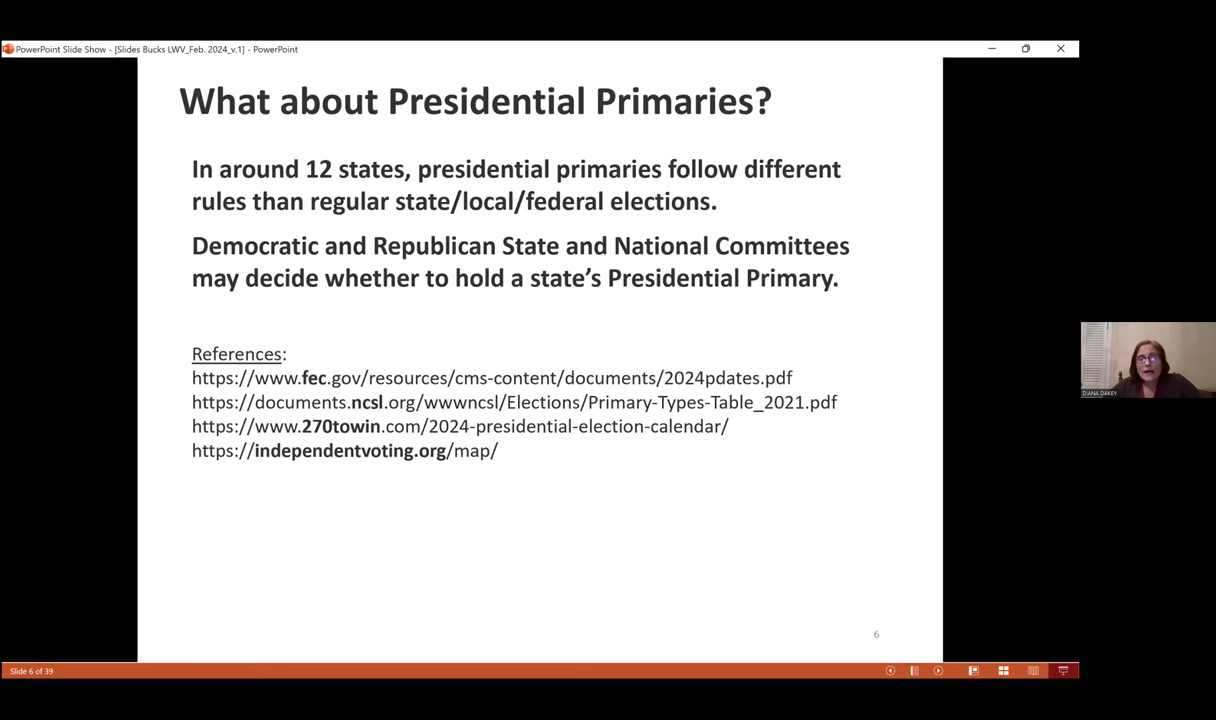 PowerPoint Slide Show - [Slides Bucks LWV_Feb. 2024_v.1] - PowerPoint
What about Presidential Primaries?
In around 12 states, presidential primaries follow different
rules than regular state/local/federal elections.
Democratic and Republican State and National Committees
may decide whether to hold a state’s Presidential Primary.
References:
https://www.fec.gov/resources/cms-content/documents/2024pdates.pdf
https://documents.ncsl.org/wwwncsl/Elections/Primary-Types-Table_2021.pdf
https://www.270towin.com/2024-presidential-election-calendar/
https://independentvoting.org/map/
DIANA DAKEY
6
Slide 6 of 39